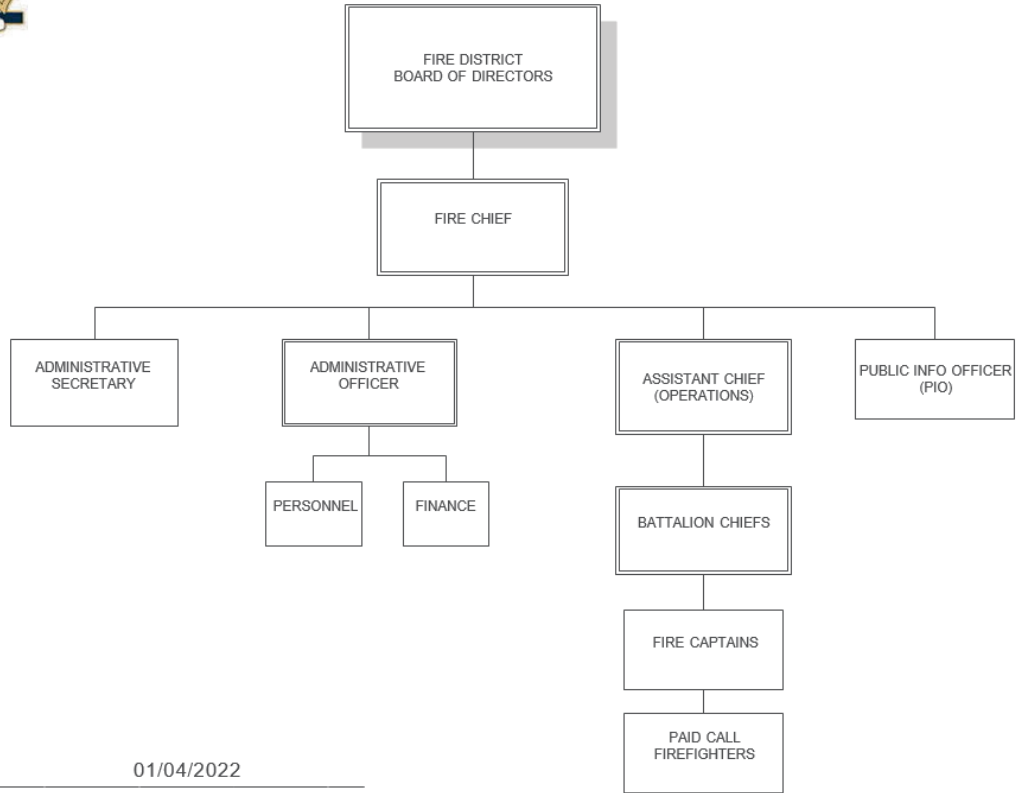 FIRE DISTRICT
BOARD OF DIRECTORS
FIRE CHIEF
ADMINISTRATIVE
SECRETARY
ADMINISTRATIVE
OFFICER
ASSISTANT CHIEF
(OPERATIONS)
PUBLIC INFO OFFICER
(PIO)
PERSONNEL
FINANCE
BATTALION CHIEFS
FIRE CAPTAINS
PAID CALL
FIREFIGHTERS
01/04/2022